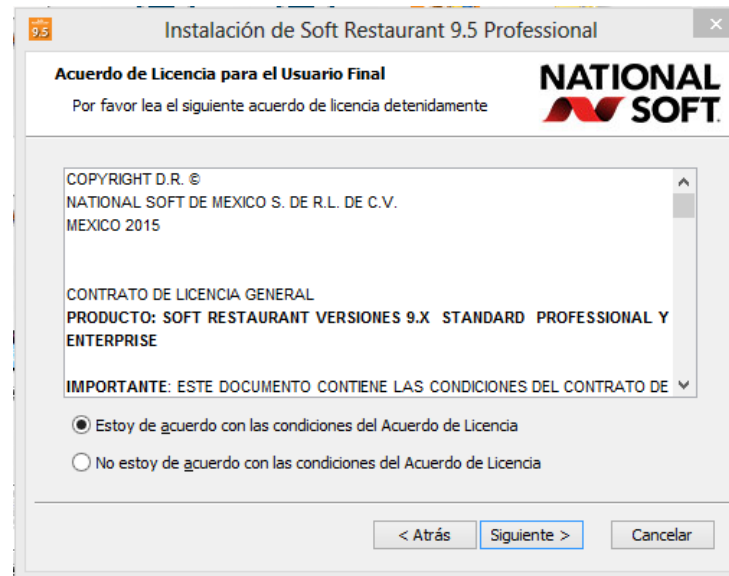 9.5
Instalación de Soft Restaurant 9.5 Professional
Acuerdo de Licencia para el Usuario Final
Por favor lea el siguiente acuerdo de licencia detenidamente
NATIONAL
SOFT.
COPYRIGHT D.R. ©
NATIONAL SOFT DE MEXICO S. DE R.L. DE C.V.
MEXICO 2015
CONTRATO DE LICENCIA GENERAL
PRODUCTO: SOFT RESTAURANT VERSIONES 9.X STANDARD PROFESSIONAL Y
ENTERPRISE
IMPORTANTE: ESTE DOCUMENTO CONTIENE LAS CONDICIONES DEL CONTRATO DE
Estoy de acuerdo con las condiciones del Acuerdo de Licencia
No estoy de acuerdo con las condiciones del Acuerdo de Licencia
< Atrás
Siguiente >
Cancelar